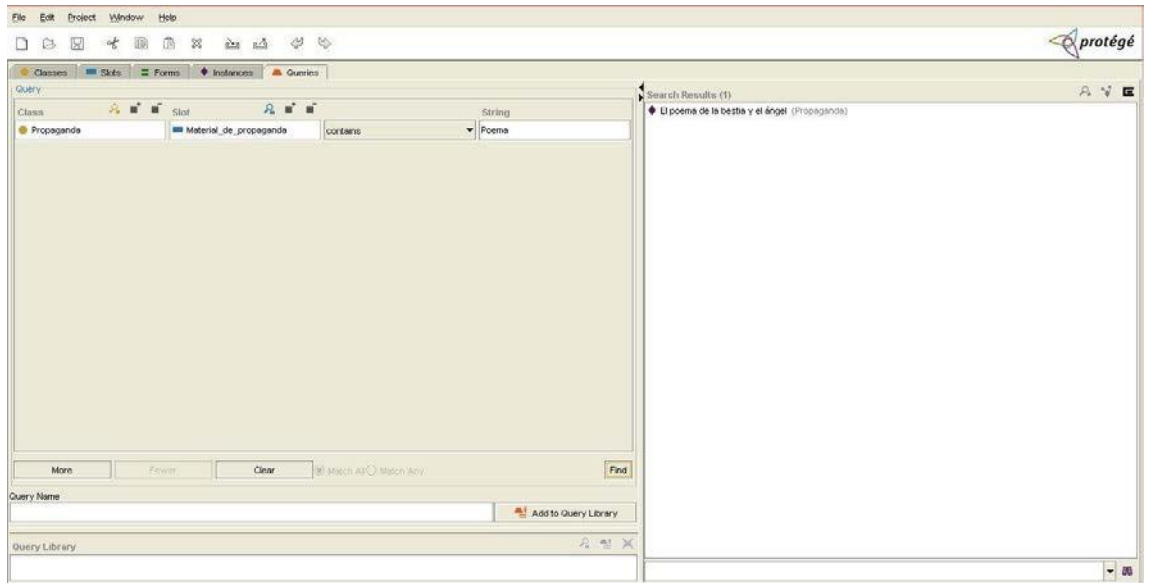 File Edit Project Window Help
protégé
Classes Slots Forms Instances Queries
Query
Class Slot String
Propaganda Material_de_propaganda contains Poema
More Fewer Clear Match All Match Any Find
Query Name
Add to Query Library
Query Library
Search Results (1)
El poema de la bestia y el ángel (Propaganda)